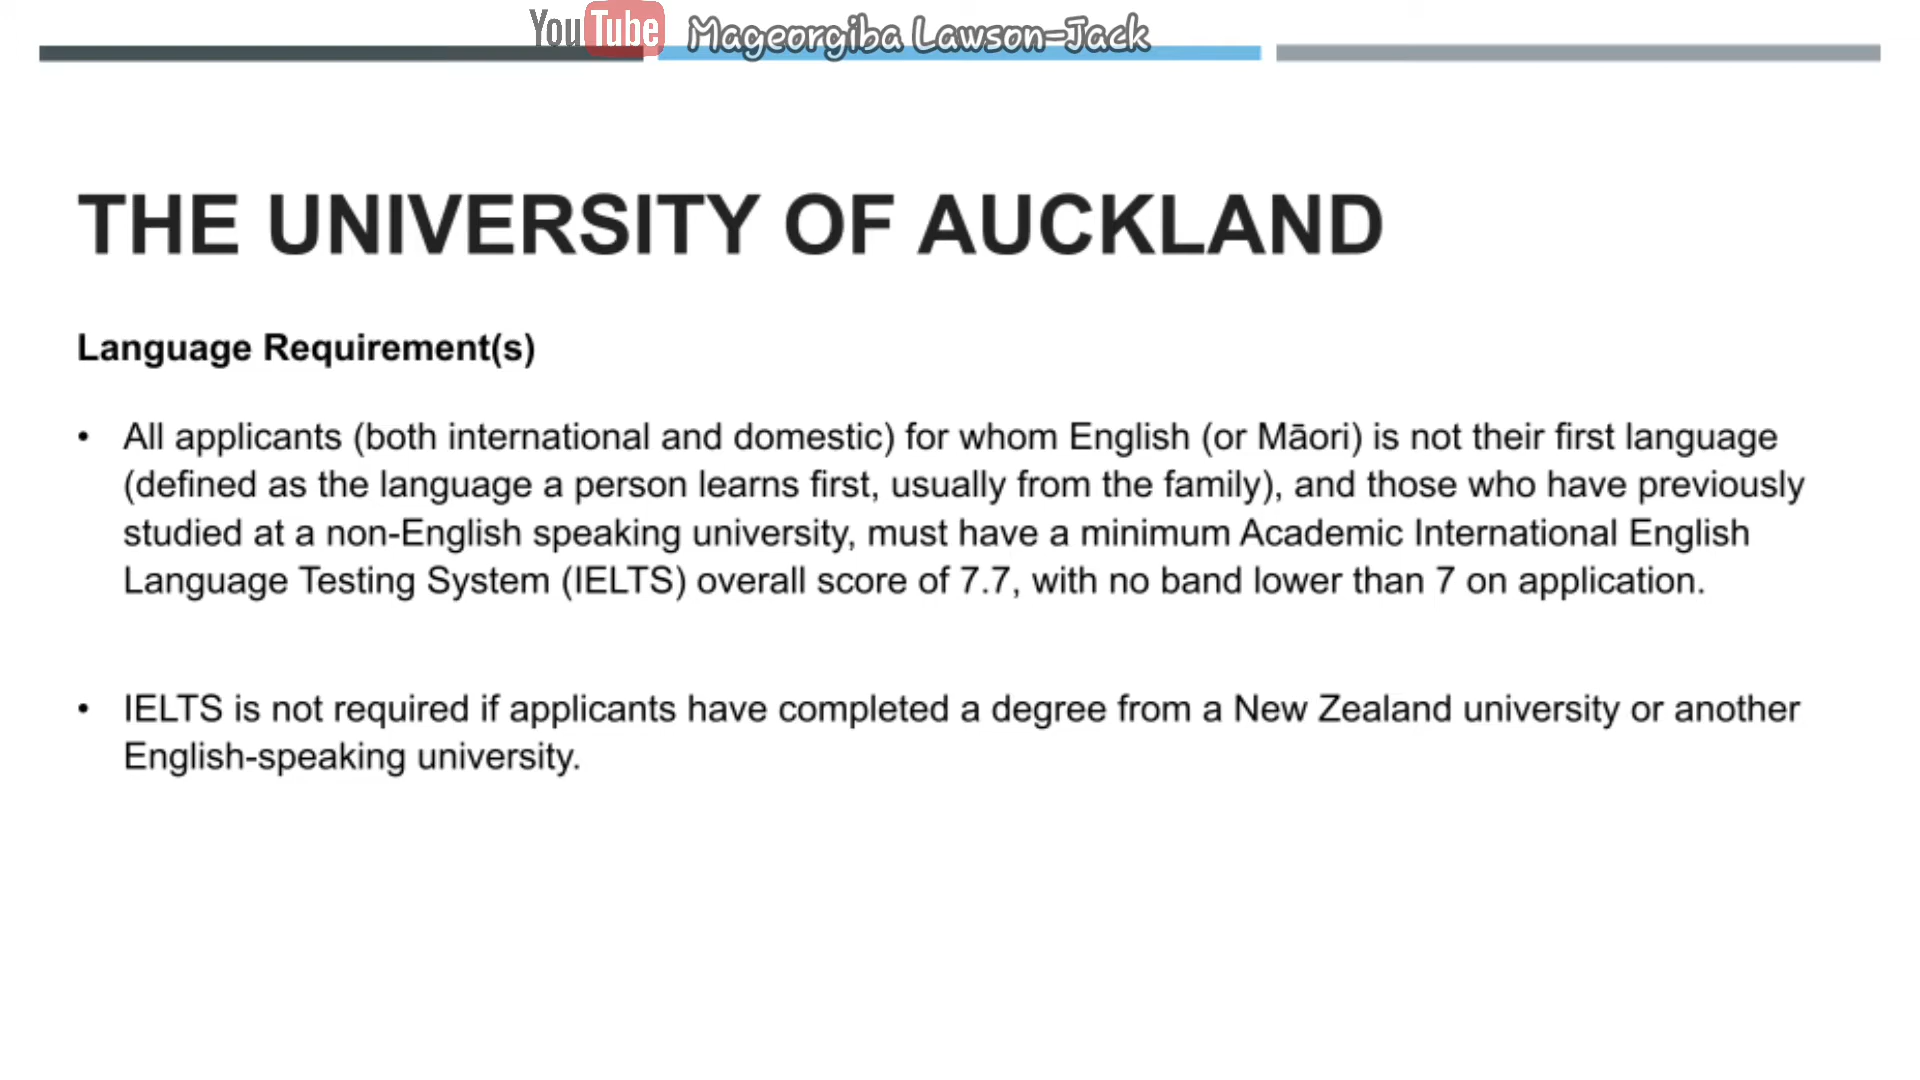 YouTube Mageorgiba Lawson-Jack
THE UNIVERSITY OF AUCKLAND
Language Requirement(s)
• All applicants (both international and domestic) for whom English (or Māori) is not their first language
(defined as the language a person learns first, usually from the family), and those who have previously
studied at a non-English speaking university, must have a minimum Academic International English
Language Testing System (IELTS) overall score of 7.7, with no band lower than 7 on application.
• IELTS is not required if applicants have completed a degree from a New Zealand university or another
English-speaking university.